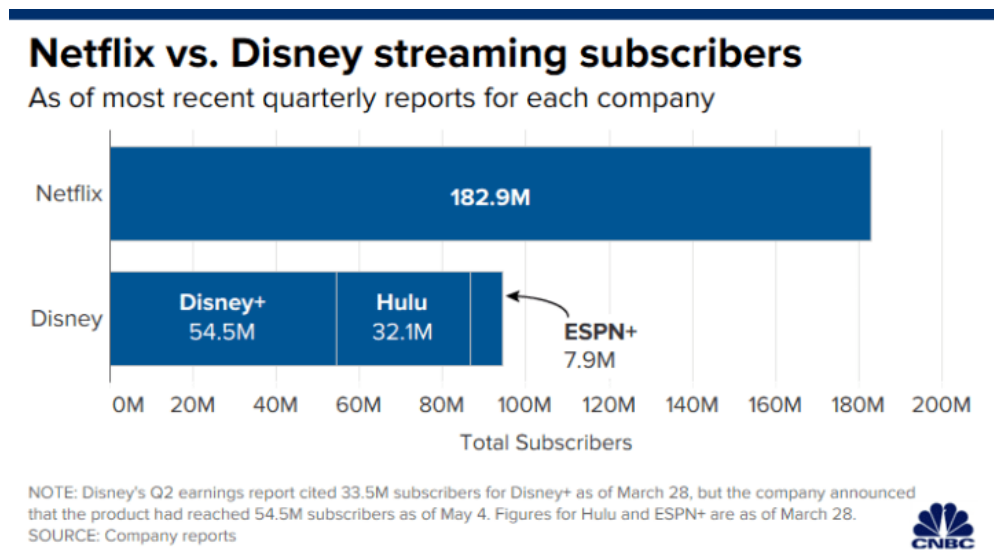 Netflix vs. Disney streaming subscribers
As of most recent quarterly reports for each company
Netflix
182.9M
Disney
Disney+
54.5M
Hulu
32.1M
ESPN+
7.9M
0M 20M 40M 60M 80M 100M 120M 140M 160M 180M 200M
Total Subscribers
NOTE: Disney's Q2 earnings report cited 33.5M subscribers for Disney+ as of March 28, but the company announced
that the product had reached 54.5M subscribers as of May 4. Figures for Hulu and ESPN+ are as of March 28.
SOURCE: Company reports
CNBC